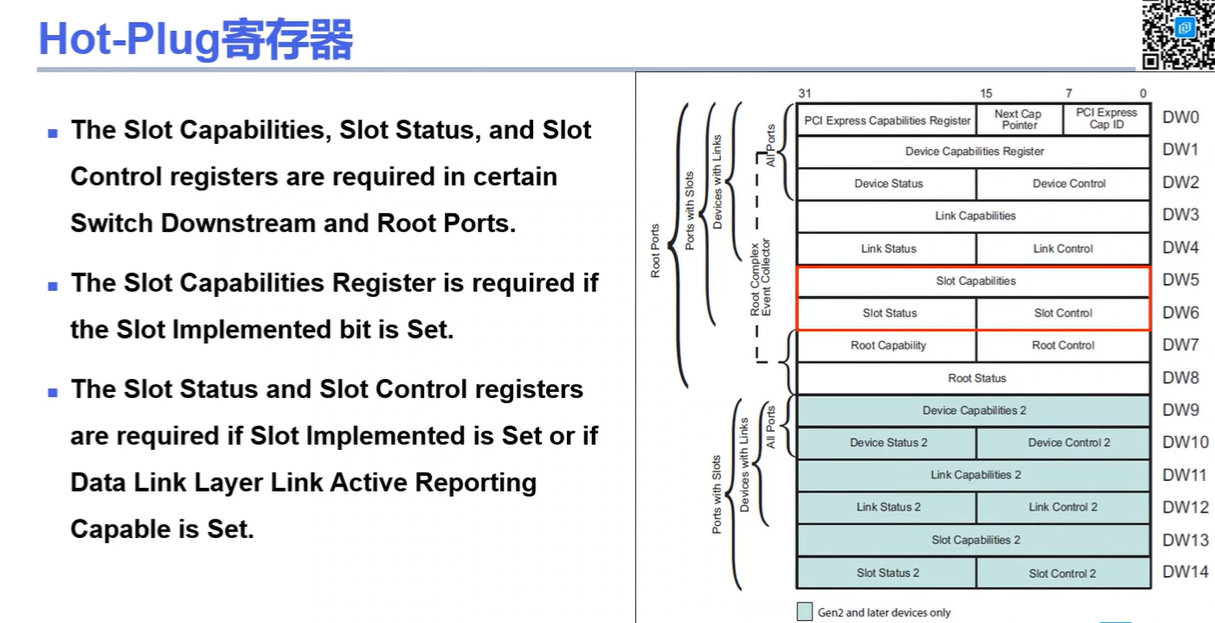 Hot-Plug寄存器
The Slot Capabilities, Slot Status, and Slot
Control registers are required in certain
Switch Downstream and Root Ports.
The Slot Capabilities Register is required if
the Slot Implemented bit is Set.
The Slot Status and Slot Control registers
are required if Slot Implemented is Set or if
Data Link Layer Link Active Reporting
Capable is Set.
31 15 7 0
PCI Express Capabilities Register
Next Cap
Pointer
PCI Express
Cap ID
DW0
Device Capabilities Register
DW1
Device Status
Device Control
DW2
Link Capabilities
DW3
Link Status
Link Control
DW4
Slot Capabilities
DW5
Slot Status
Slot Control
DW6
Root Capability
Root Control
DW7
Root Status
DW8
Device Capabilities 2
DW9
Device Status 2
Device Control 2
DW10
Link Capabilities 2
DW11
Link Status 2
Link Control 2
DW12
Slot Capabilities 2
DW13
Slot Status 2
Slot Control 2
DW14
Root Ports
Ports with Slots
Devices with Links
Root Complex
Event Collector
All Ports
Ports with Slots
Devices with Links
All Ports
Gen2 and later devices only